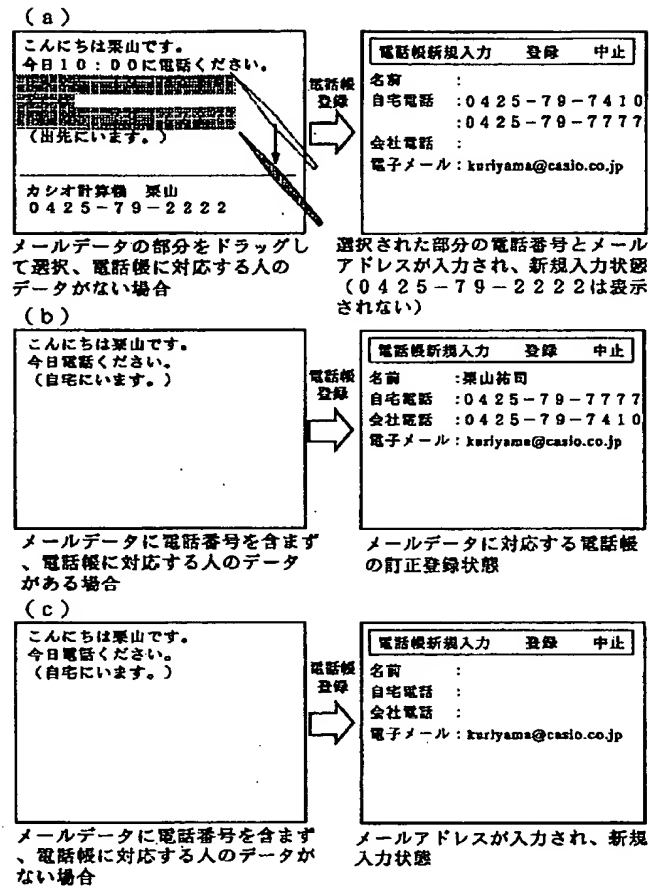 (a)
こんにちは栗山です。
今日10:00に電話ください。
(出先にいます。)
カシオ計算機 栗山
0425-79-2222
電話帳
登録
電話帳新規入力 登録 中止
名前 :
自宅電話 :0425-79-7410
:0425-79-7777
会社電話 :
電子メール:kuriyama@casio.co.jp
メールデータの部分をドラッグし
て選択、電話帳に対応する人の
データがない場合
選択された部分の電話番号とメール
アドレスが入力され、新規入力状態
(0425-79-2222は表示
されない)
(b)
こんにちは栗山です。
今日電話ください。
(自宅にいます。)
電話帳
登録
電話帳新規入力 登録 中止
名前 :栗山祐司
自宅電話 :0425-79-7777
会社電話 :0425-79-7410
電子メール:kuriyama@casio.co.jp
メールデータに電話番号を含まず
、電話帳に対応する人のデータ
がある場合
メールデータに対応する電話帳
の訂正登録状態
(c)
こんにちは栗山です。
今日電話ください。
(自宅にいます。)
電話帳
登録
電話帳新規入力 登録 中止
名前 :
自宅電話 :
会社電話 :
電子メール:kuriyama@casio.co.jp
メールデータに電話番号を含まず
、電話帳に対応する人のデータが
ない場合
メールアドレスが入力され、新規
入力状態